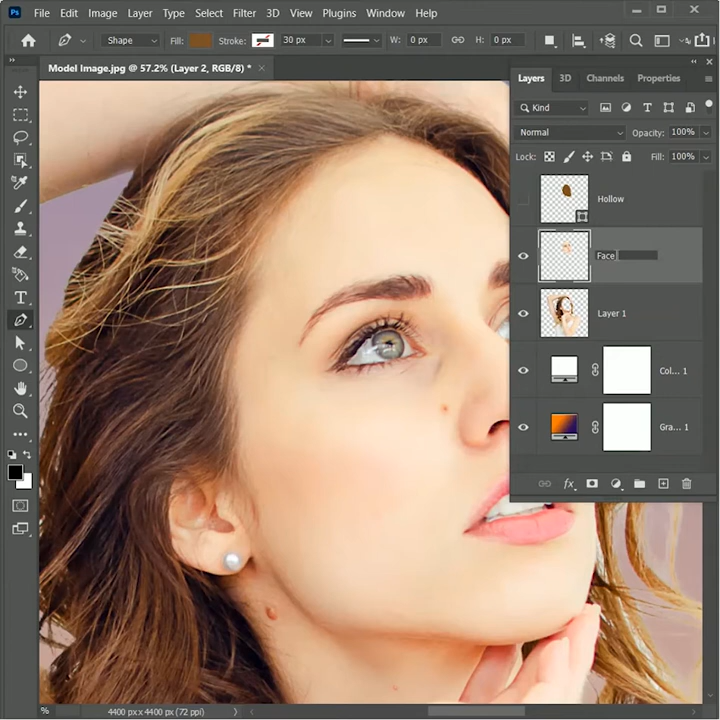 Ps File Edit Image Layer Type Select Filter 3D View Plugins Window Help
Shape Fill: Stroke: 30 px W: 0 px H: 0 px
Model Image.jpg @ 57.2% (Layer 2, RGB/8) *
Layers 3D Channels Properties
Kind
Normal Opacity: 100%
Lock: Fill: 100%
Hollow
Face
Layer 1
Col... 1
Gra... 1
fx
% 4400 px x 4400 px (72 ppi)